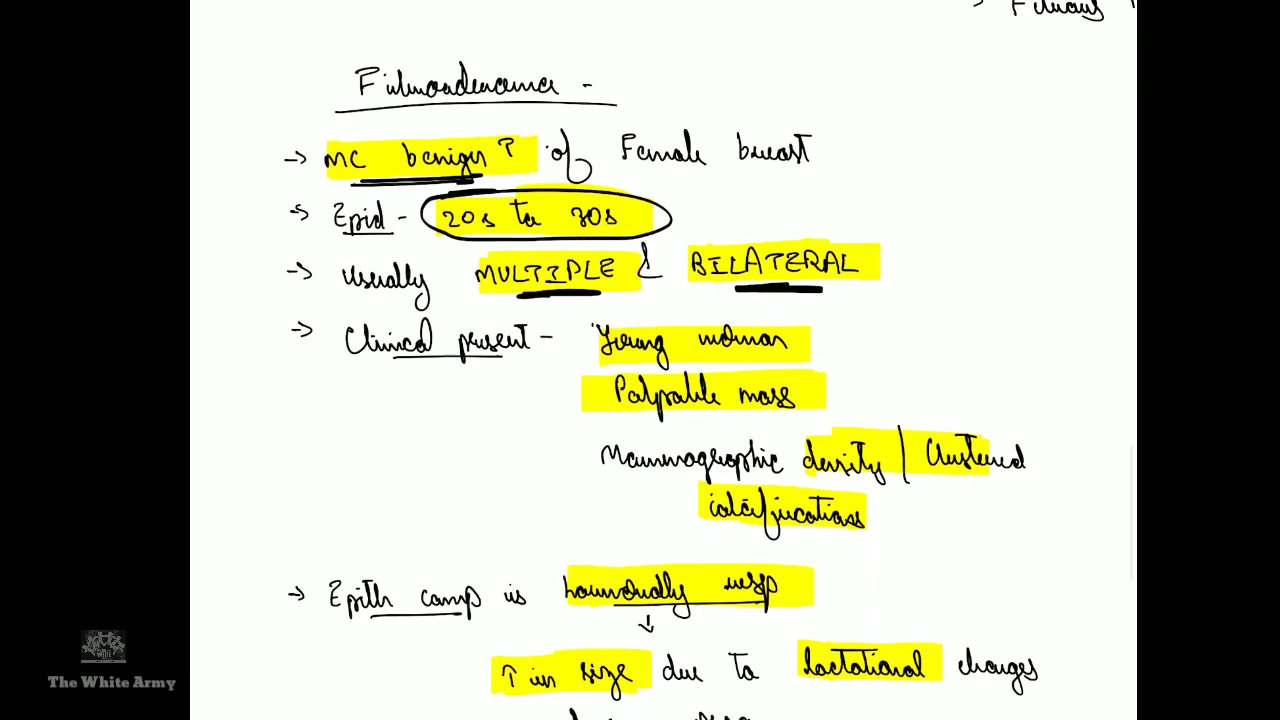 → Fibrous ↑
Fibroadenoma -
→ MC benign ↑ of Female breast
→ Epid - 20s to 30s
→ Usually MULTIPLE & BILATERAL
→ Clinical present - Young woman
Palpable mass
Mammographic density / Clustered
calcifications
→ Epith comp is hormonally resp
↓
↑ in size due to lactational changes
The White Army